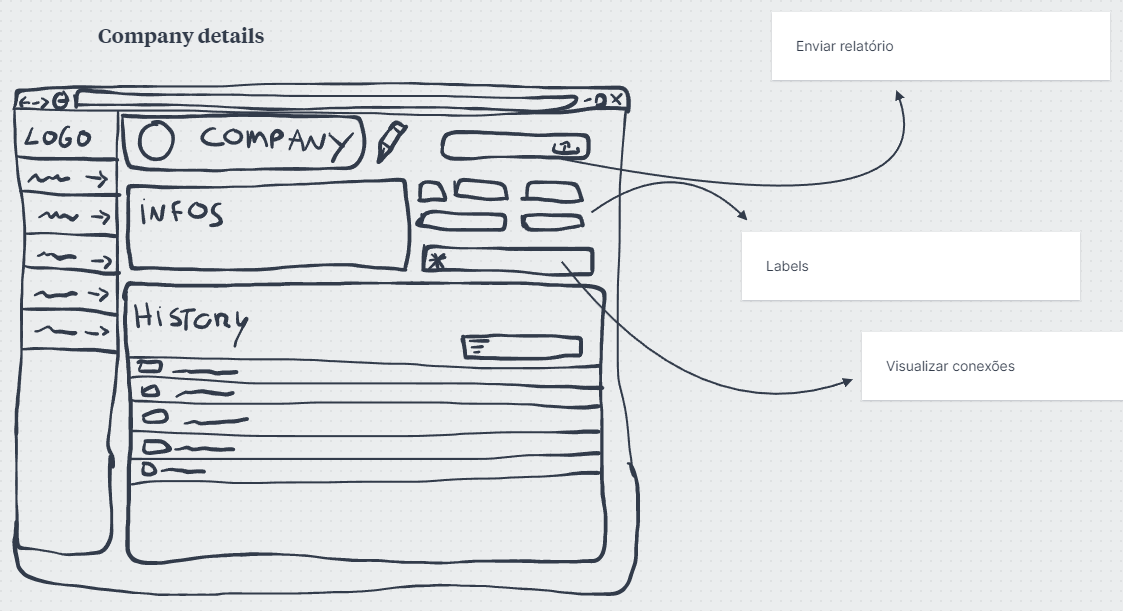 Company details
Enviar relatório
LOGO
COMPANY
iNFOS
Labels
HiSTORY
Visualizar conexões